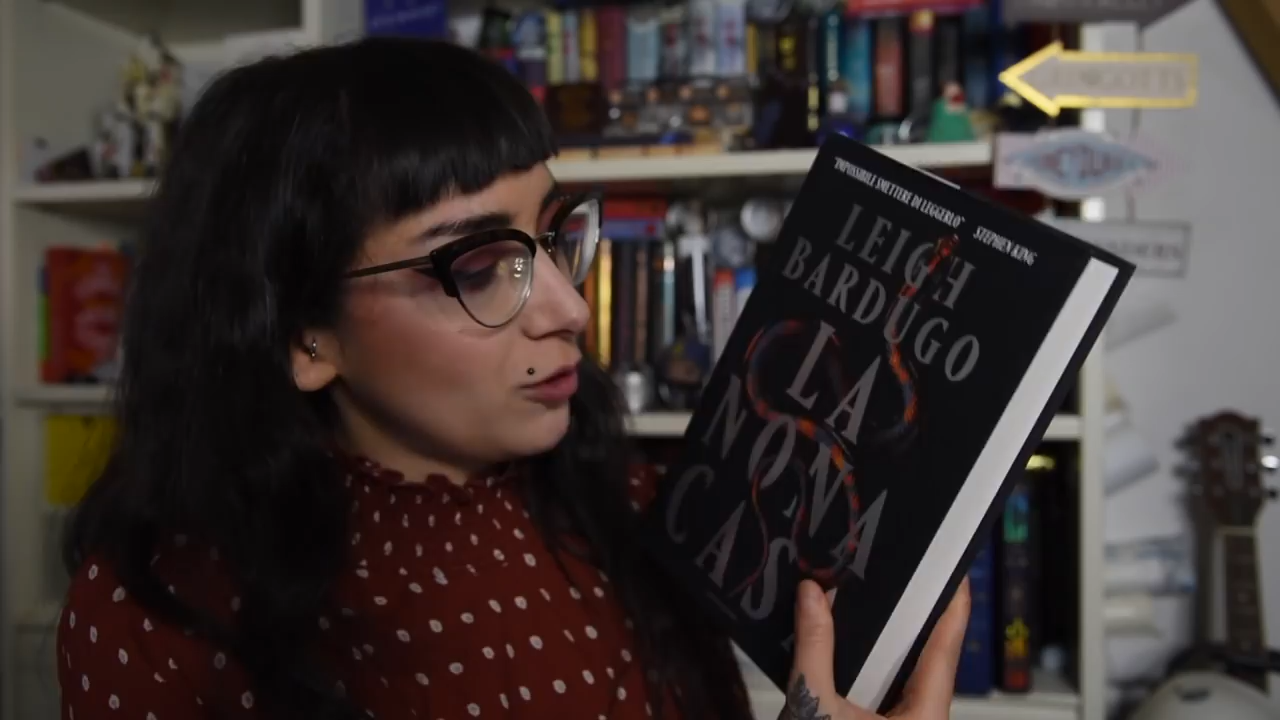 "IMPOSSIBILE SMETTERE DI LEGGERLO" STEPHEN KING
LEIGH
BARDUGO
LA
NONA
CASA